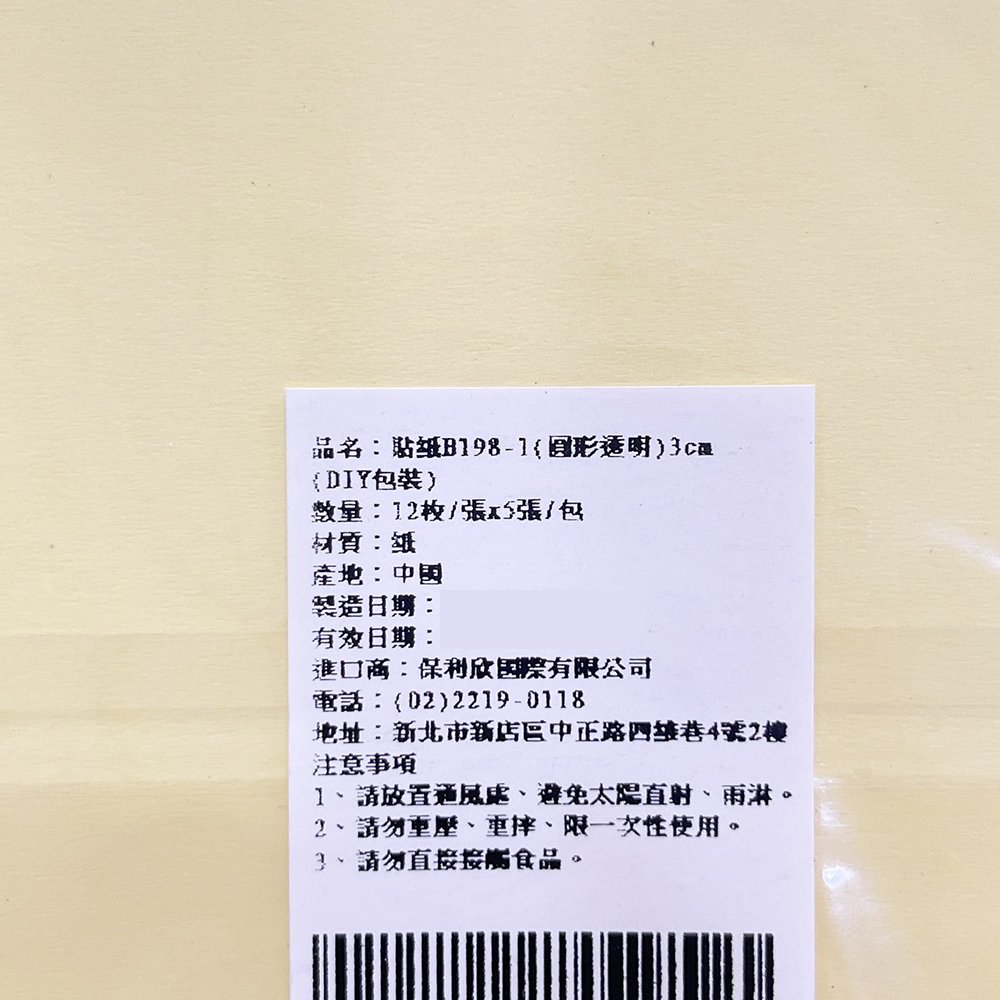 品名：貼紙B198-1(圓形透明)3cm
(DIY包裝)
數量：12枚/張x5張/包
材質：紙
產地：中國
製造日期：
有效日期：
進口商：保利欣國際有限公司
電話：(02)2219-0118
地址：新北市新店區中正路四維巷4號2樓
注意事項
1、請放置通風處、避免太陽直射、雨淋。
2、請勿重壓、重摔、限一次性使用。
3、請勿直接接觸食品。